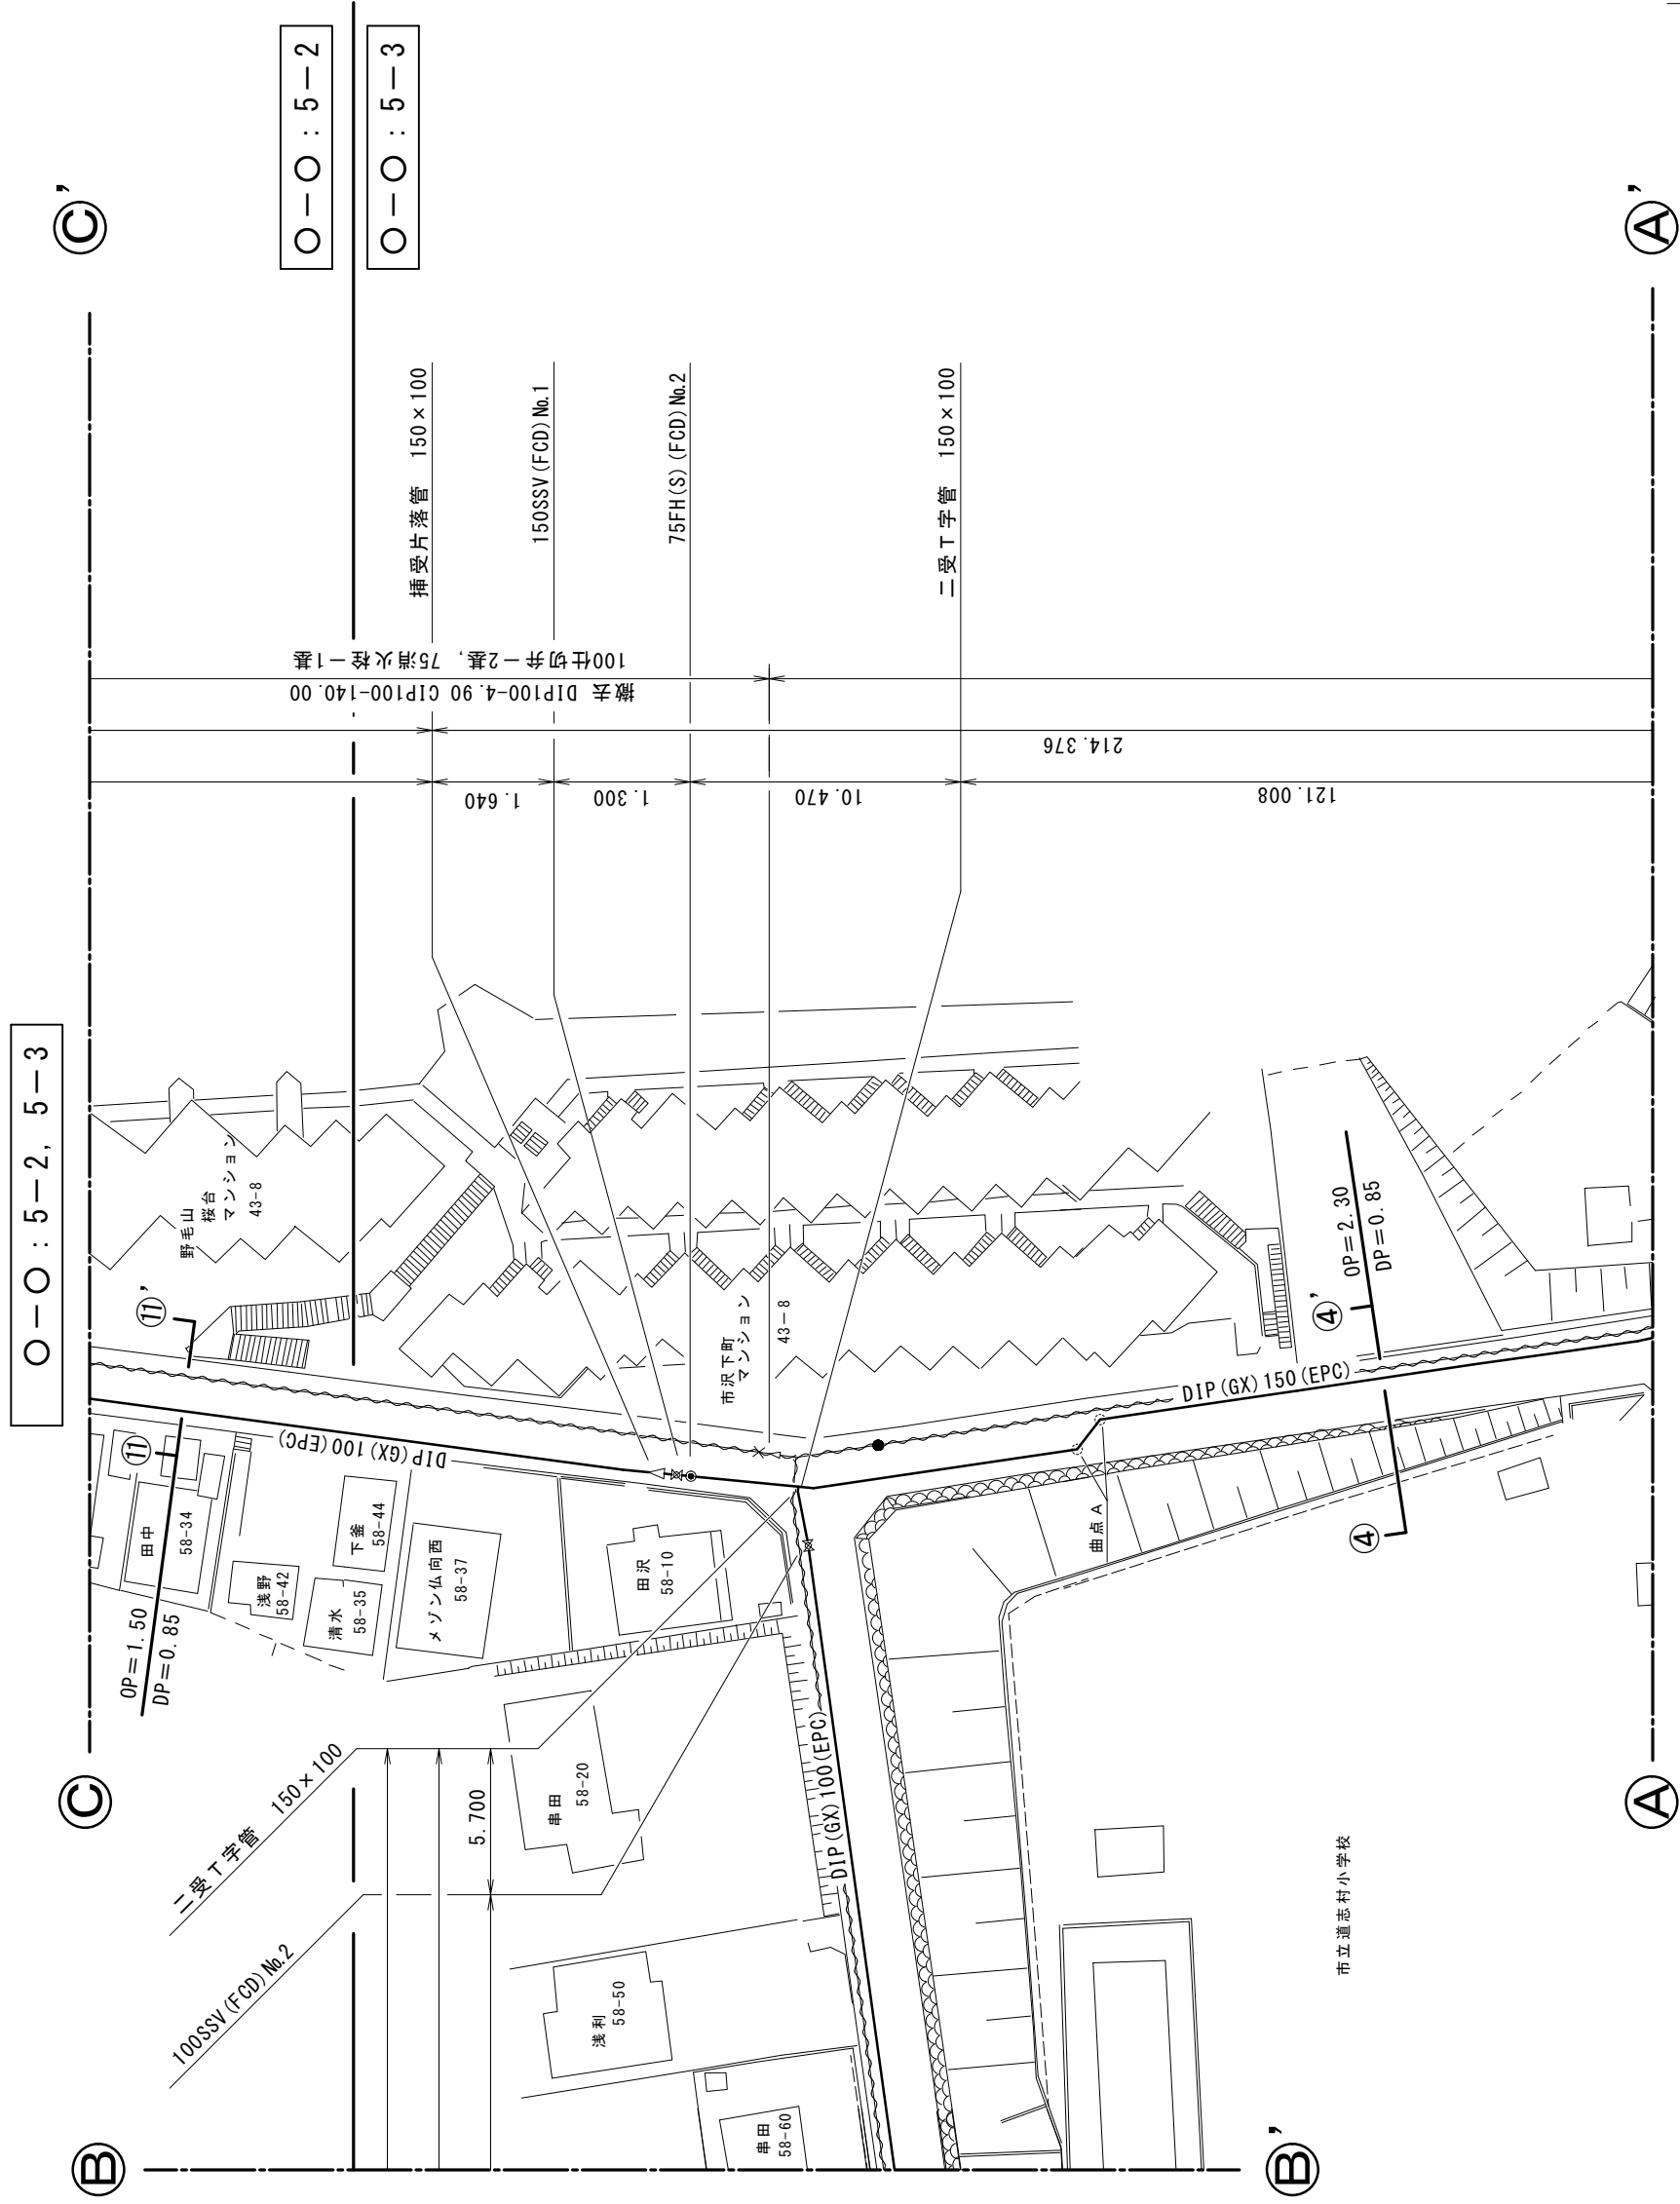 ○−○:5−2, 5−3
○−○:5−2
○−○:5−3
Ⓒ
Ⓒ’
Ⓐ
Ⓐ’
Ⓑ
Ⓑ’
挿受片落管 150×100
150SSV(FCD)№1
75FH(S)(FCD)№2
二受T字管 150×100
100仕切弁−2基, 75消火栓−1基
撤去 DIP100-4.90 CIP100-140.00
214.376
1.640
1.300
10.470
121.008
野毛山
桜台
マンション
43-8
市沢下町
マンション
43-8
⑪’
⑪
OP=1.50
DP=0.85
④’
④
OP=2.30
DP=0.85
DIP(GX)100(EPC)
DIP(GX)150(EPC)
DIP(GX)100(EPC)
曲点A
田中
58-34
浅野
58-42
下釜
58-44
清水
58-35
メゾン仏向西
58-37
田沢
58-10
串田
58-20
浅利
58-50
串田
58-60
二受T字管 150×100
100SSV(FCD)№2
5.700
市立道志村小学校